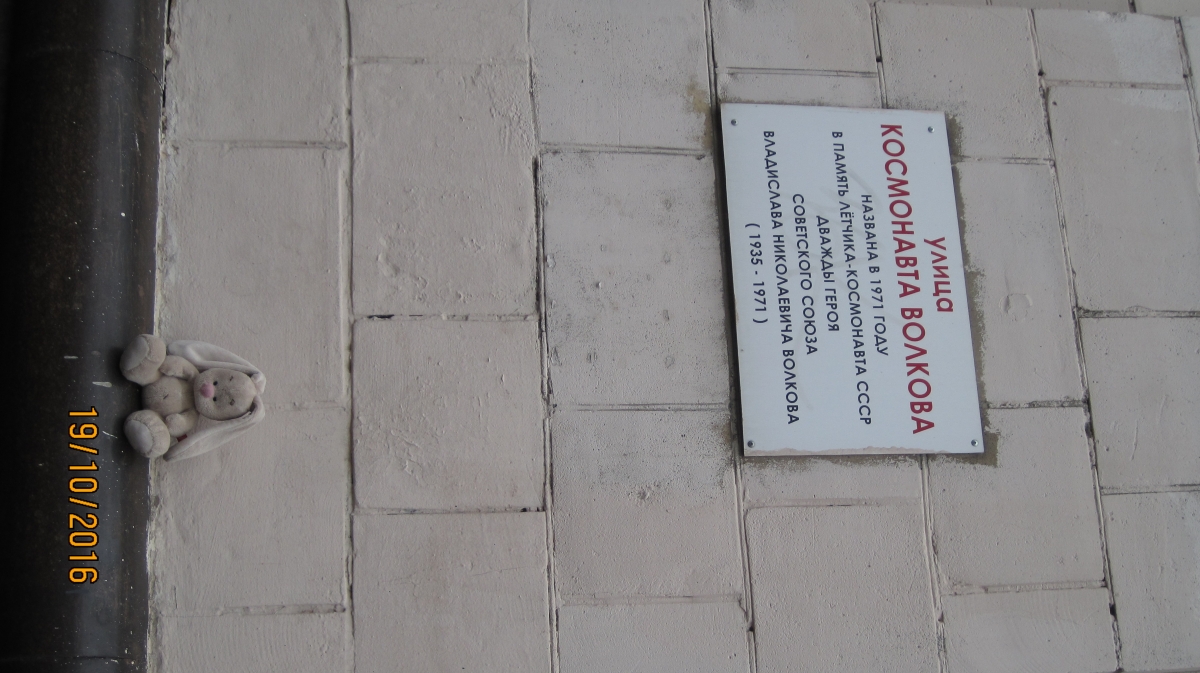 улица
КОСМОНАВТА ВОЛКОВА
НАЗВАНА В 1971 ГОДУ
В ПАМЯТЬ ЛЁТЧИКА-КОСМОНАВТА СССР
ДВАЖДЫ ГЕРОЯ
СОВЕТСКОГО СОЮЗА
ВЛАДИСЛАВА НИКОЛАЕВИЧА ВОЛКОВА
( 1935 - 1971 )
19/10/2016